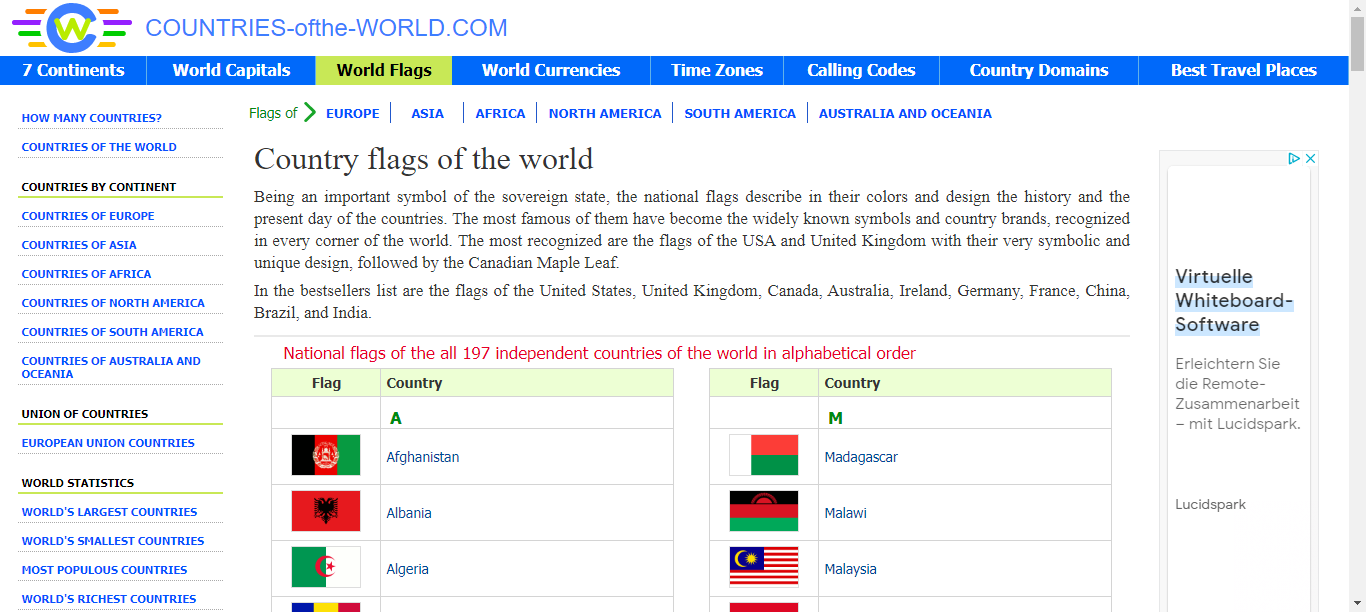 COUNTRIES-ofthe-WORLD.COM
7 Continents
World Capitals
World Flags
World Currencies
Time Zones
Calling Codes
Country Domains
Best Travel Places
HOW MANY COUNTRIES?
COUNTRIES OF THE WORLD
COUNTRIES BY CONTINENT
COUNTRIES OF EUROPE
COUNTRIES OF ASIA
COUNTRIES OF AFRICA
COUNTRIES OF NORTH AMERICA
COUNTRIES OF SOUTH AMERICA
COUNTRIES OF AUSTRALIA AND
OCEANIA
UNION OF COUNTRIES
EUROPEAN UNION COUNTRIES
WORLD STATISTICS
WORLD'S LARGEST COUNTRIES
WORLD'S SMALLEST COUNTRIES
MOST POPULOUS COUNTRIES
WORLD'S RICHEST COUNTRIES
Flags of EUROPE ASIA AFRICA NORTH AMERICA SOUTH AMERICA AUSTRALIA AND OCEANIA
Country flags of the world
Being an important symbol of the sovereign state, the national flags describe in their colors and design the history and the
present day of the countries. The most famous of them have become the widely known symbols and country brands, recognized
in every corner of the world. The most recognized are the flags of the USA and United Kingdom with their very symbolic and
unique design, followed by the Canadian Maple Leaf.
In the bestsellers list are the flags of the United States, United Kingdom, Canada, Australia, Ireland, Germany, France, China,
Brazil, and India.
National flags of the all 197 independent countries of the world in alphabetical order
Flag Country
A
Afghanistan
Albania
Algeria
Flag Country
M
Madagascar
Malawi
Malaysia
Virtuelle
Whiteboard-
Software
Erleichtern Sie
die Remote-
Zusammenarbeit
– mit Lucidspark.
Lucidspark